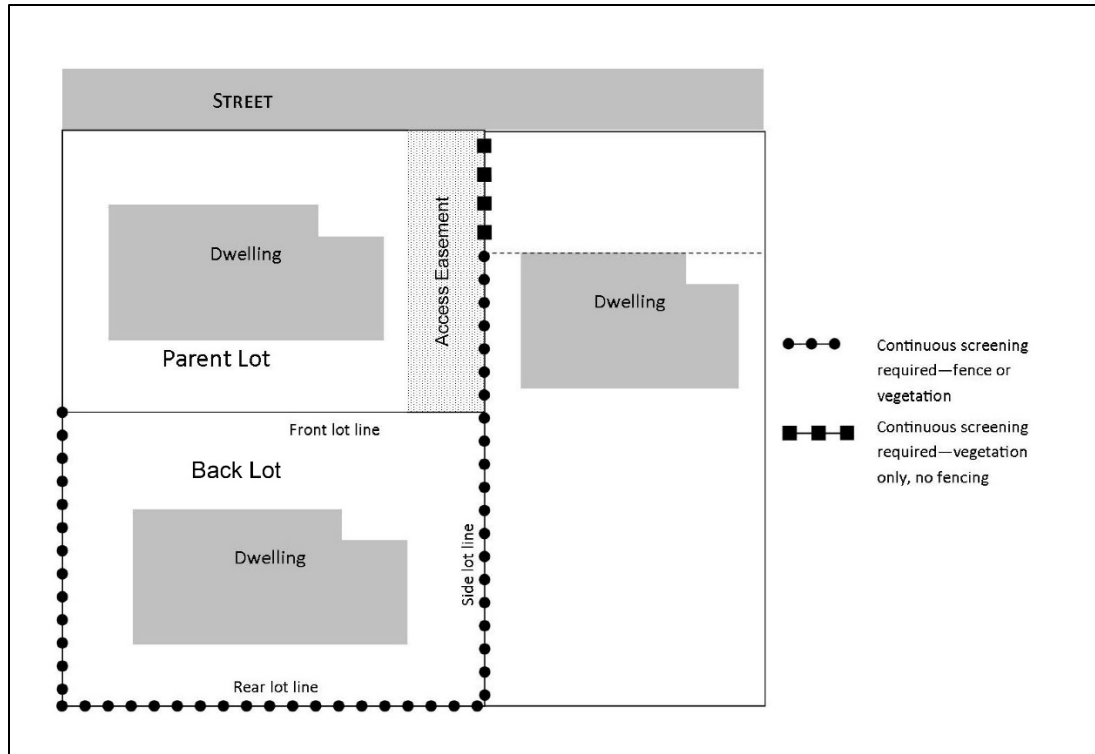 STREET
Access Easement
Dwelling
Dwelling
Parent Lot
Continuous screening
required—fence or
vegetation
Continuous screening
required—vegetation
only, no fencing
Front lot line
Back Lot
Side lot line
Dwelling
Rear lot line